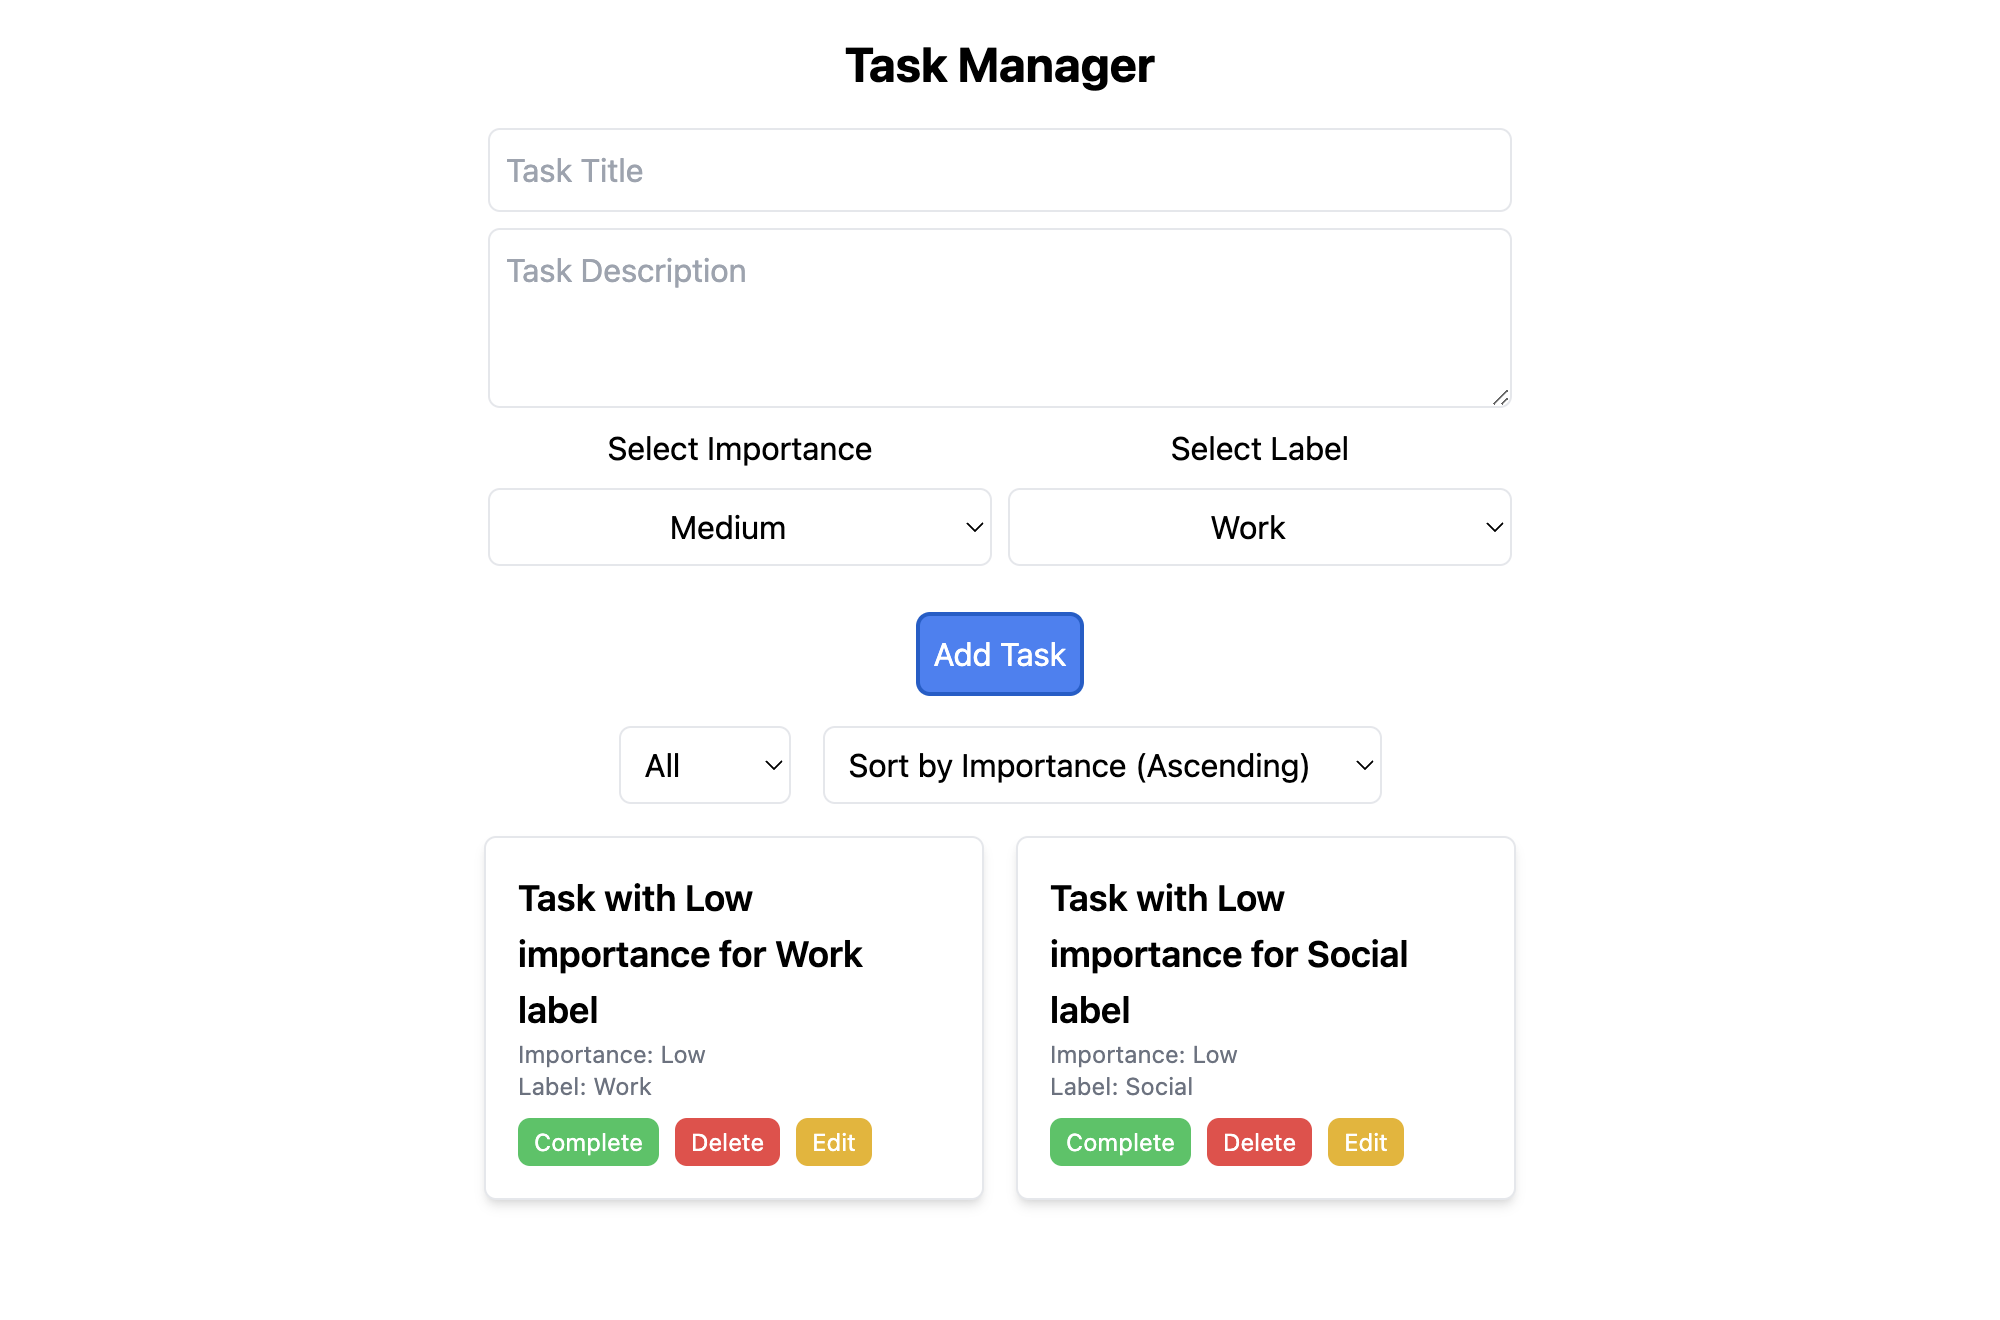 Task Manager
Task Title
Task Description
Select Importance
Select Label
Medium
Work
Add Task
All
Sort by Importance (Ascending)
Task with Low
importance for Work
label
Importance: Low
Label: Work
Complete
Delete
Edit
Task with Low
importance for Social
label
Importance: Low
Label: Social
Complete
Delete
Edit